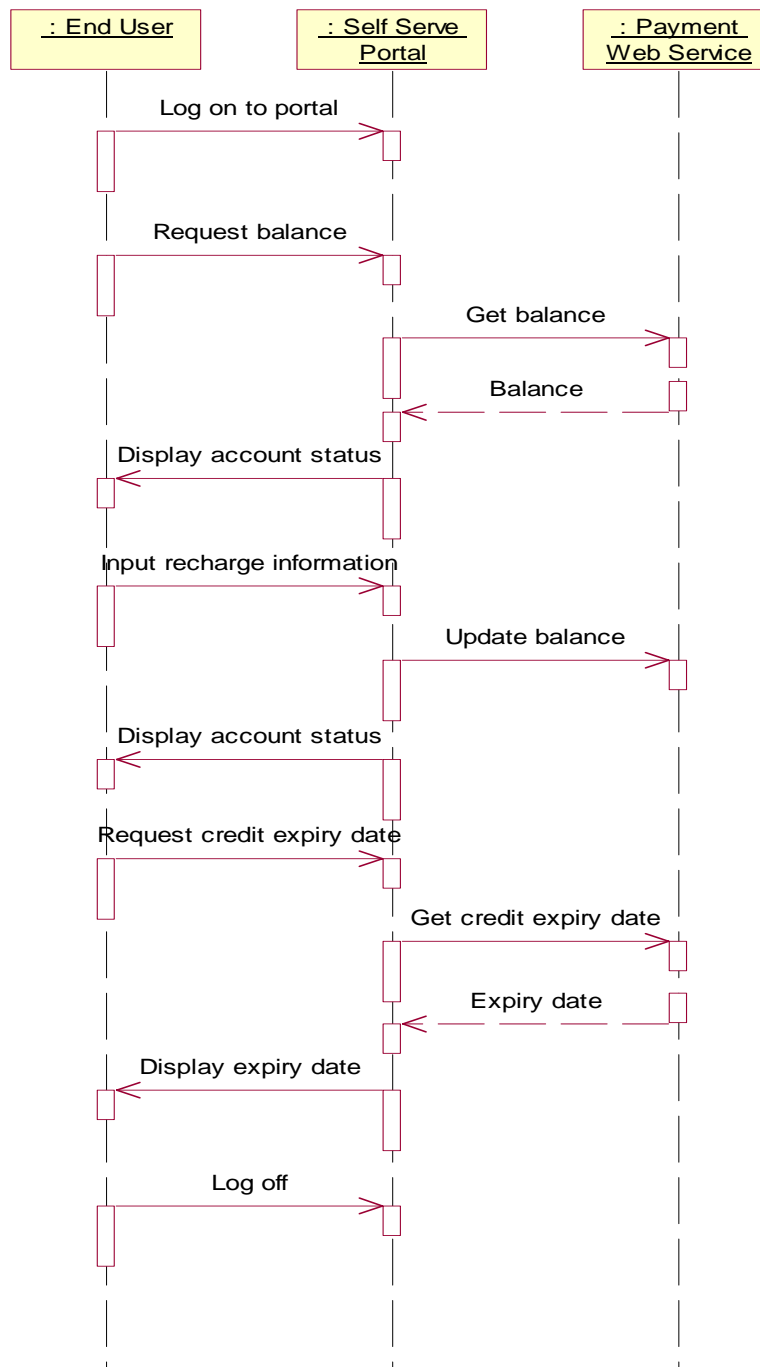 : End User
: Self Serve
Portal
: Payment
Web Service
Log on to portal
Request balance
Get balance
Balance
Display account status
Input recharge information
Update balance
Display account status
Request credit expiry date
Get credit expiry date
Expiry date
Display expiry date
Log off